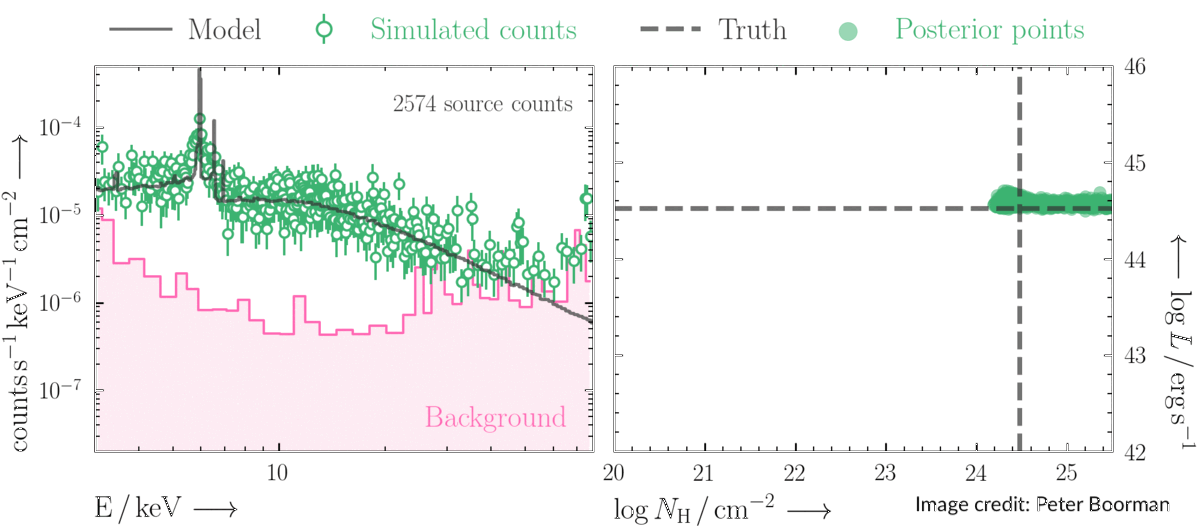 Model
Simulated counts
Truth
Posterior points
2574 source counts
10⁻⁴
10⁻⁵
10⁻⁶
10⁻⁷
counts s⁻¹ keV⁻¹ cm⁻² ⟶
Background
10
E / keV ⟶
46
45
44
43
42
⟵ log L / erg s⁻¹
20 21 22 23 24 25
log N_H / cm⁻² ⟶
Image credit: Peter Boorman